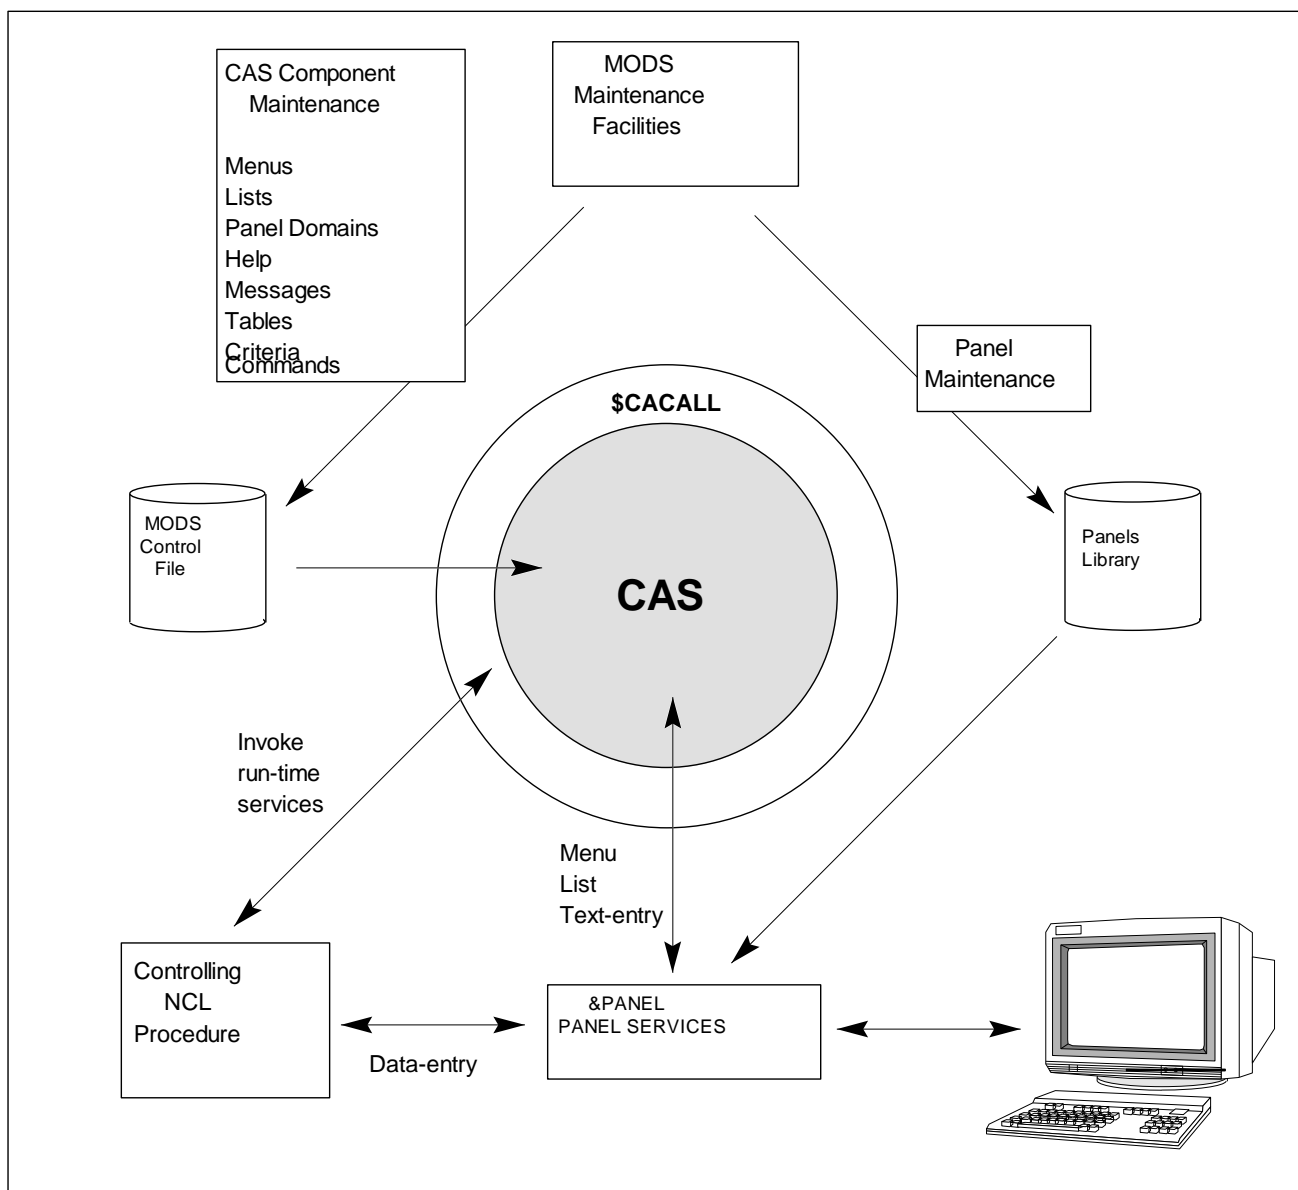 CAS Component
Maintenance
Menus
Lists
Panel Domains
Help
Messages
Tables
Criteria
Commands
MODS
Maintenance
Facilities
Panel
Maintenance
$CACALL
CAS
MODS
Control
File
Panels
Library
Invoke
run-time
services
Menu
List
Text-entry
Controlling
NCL
Procedure
Data-entry
&PANEL
PANEL SERVICES